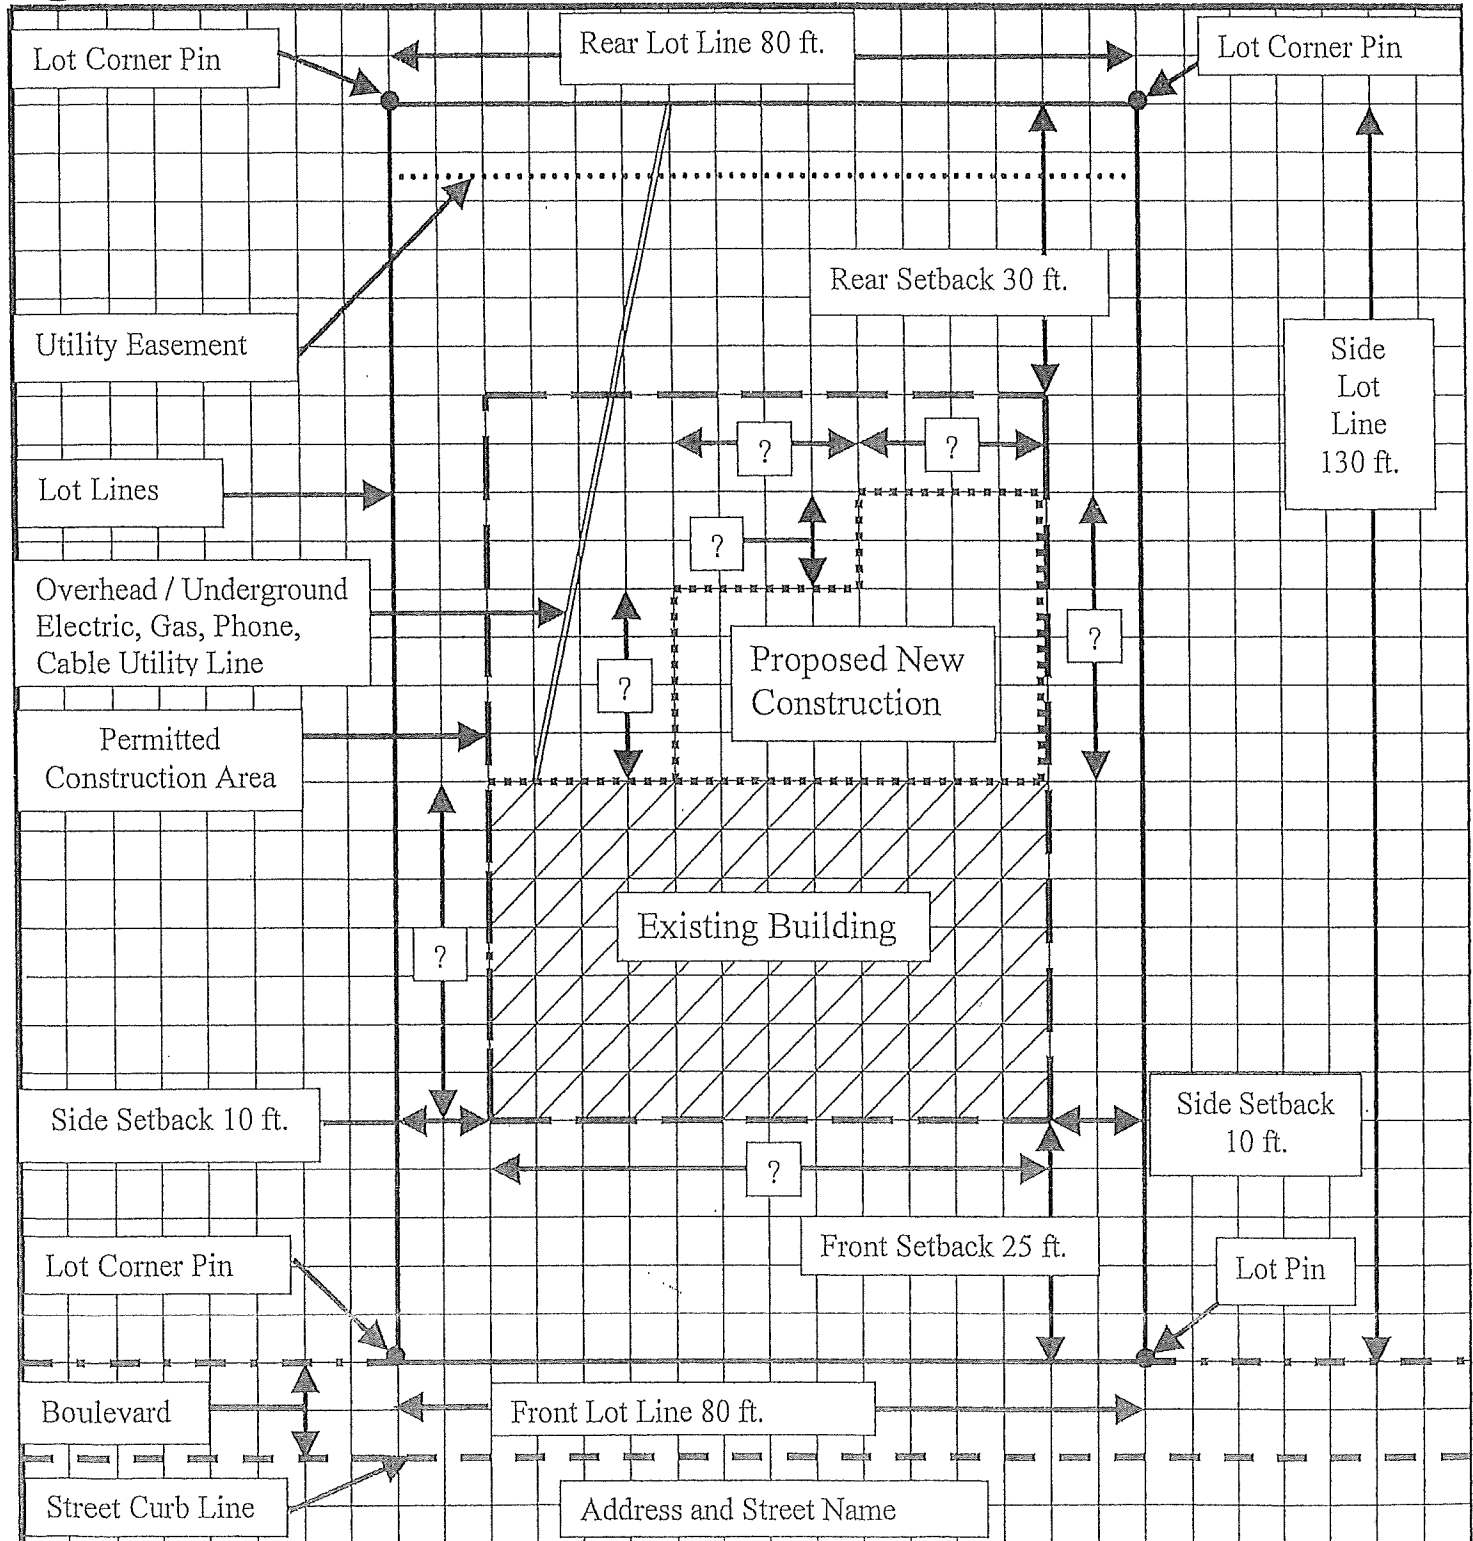 Rear Lot Line 80 ft.
Lot Corner Pin
Lot Corner Pin
Rear Setback 30 ft.
Utility Easement
Side
Lot
Line
130 ft.
?
?
Lot Lines
?
Overhead / Underground
Electric, Gas, Phone,
Cable Utility Line
?
?
Proposed New
Construction
Permitted
Construction Area
Existing Building
?
Side Setback 10 ft.
Side Setback
10 ft.
?
Front Setback 25 ft.
Lot Corner Pin
Lot Pin
Boulevard
Front Lot Line 80 ft.
Street Curb Line
Address and Street Name